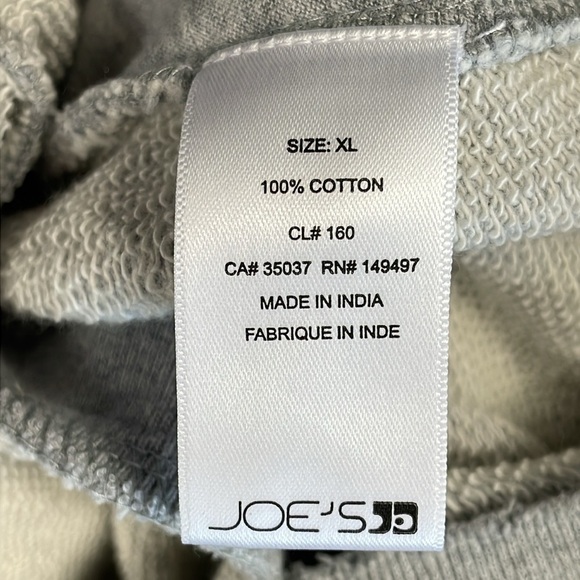 SIZE: XL
100% COTTON
CL# 160
CA# 35037 RN# 149497
MADE IN INDIA
FABRIQUE IN INDE
JOE'S